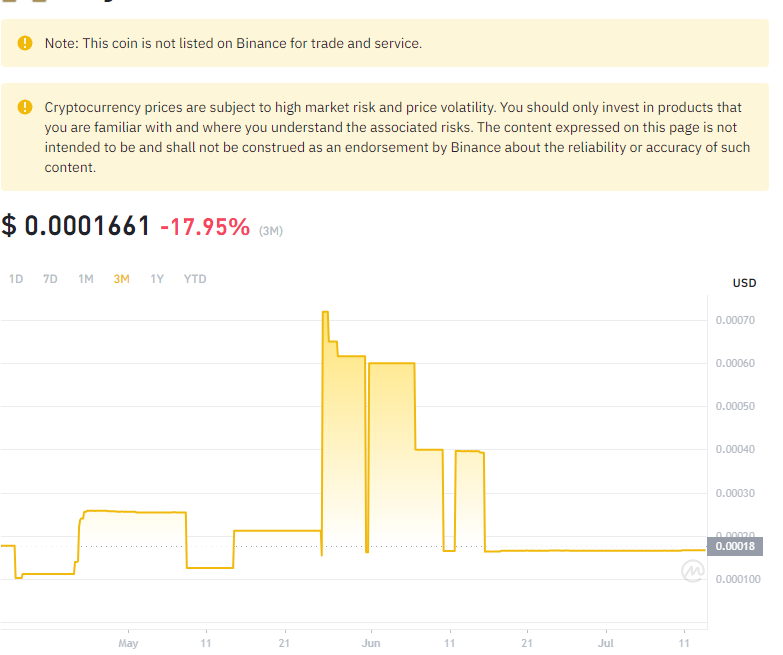 Note: This coin is not listed on Binance for trade and service.
Cryptocurrency prices are subject to high market risk and price volatility. You should only invest in products that
you are familiar with and where you understand the associated risks. The content expressed on this page is not
intended to be and shall not be construed as an endorsement by Binance about the reliability or accuracy of such
content.
$ 0.0001661 -17.95% (3M)
1D 7D 1M 3M 1Y YTD
USD
0.00070
0.00060
0.00050
0.00040
0.00030
0.00020
0.00018
0.000100
May 11 21 Jun 11 21 Jul 11